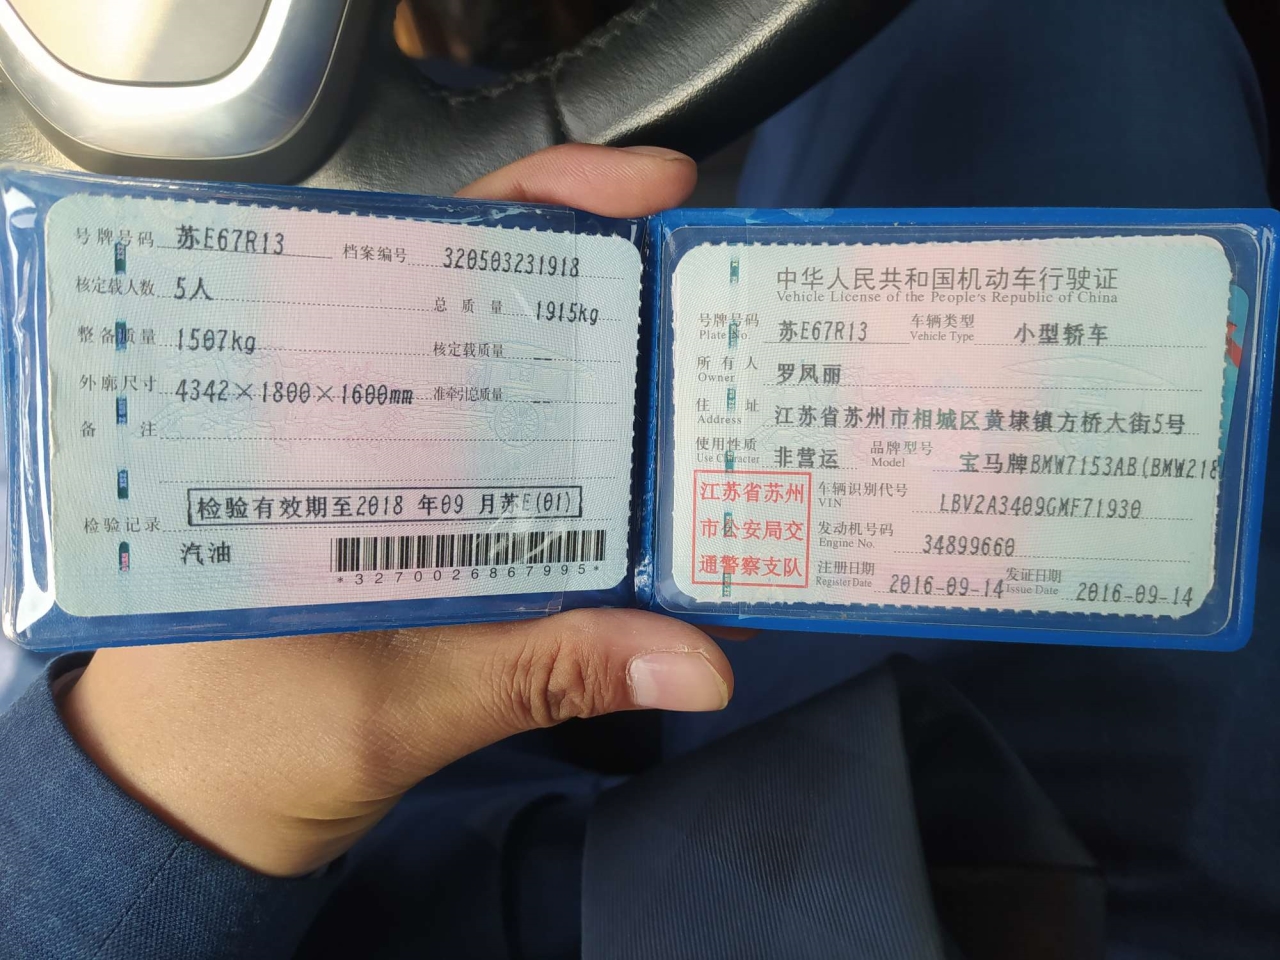 号牌号码 苏E67R13 档案编号 320503231918
核定载人数 5人 总质量 1915kg
整备质量 1507kg 核定载质量 --
外廓尺寸 4342×1800×1600mm 准牵引总质量 --
备注
检验记录 检验有效期至2018 年09 月苏E(01)
汽油
*3270026867995*
中华人民共和国机动车行驶证
Vehicle License of the People's Republic of China
号牌号码 苏E67R13 车辆类型 小型轿车
Plate No. Vehicle Type
所有人 罗凤丽
Owner
住址 江苏省苏州市相城区黄埭镇方桥大街5号
Address
使用性质 非营运 品牌型号 宝马牌BMW7153AB(BMW218
Use Character Model
江苏省苏州
市公安局交
通警察支队
车辆识别代号 LBV2A3409GMF71930
VIN
发动机号码 34899660
Engine No.
注册日期 2016-09-14 发证日期 2016-09-14
Register Date Issue Date